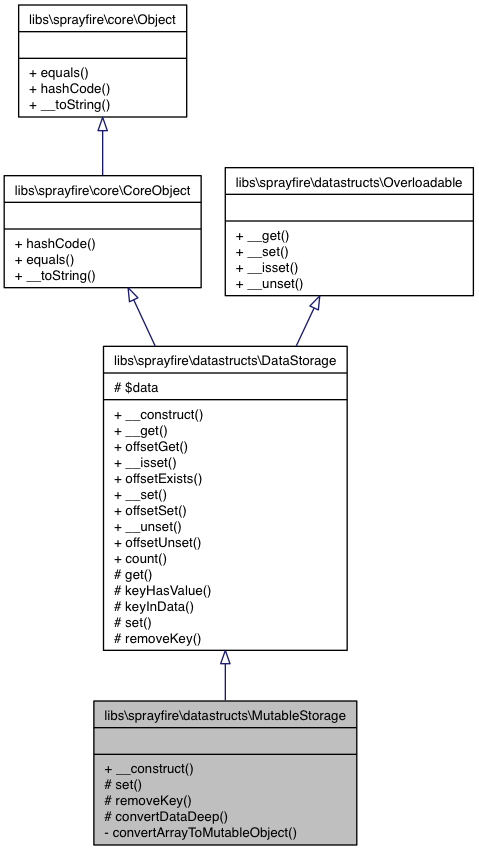 libs\sprayfire\core\Object
+ equals()
+ hashCode()
+ __toString()
libs\sprayfire\core\CoreObject
+ hashCode()
+ equals()
+ __toString()
libs\sprayfire\datastructs\Overloadable
+ __get()
+ __set()
+ __isset()
+ __unset()
libs\sprayfire\datastructs\DataStorage
# $data
+ __construct()
+ __get()
+ offsetGet()
+ __isset()
+ offsetExists()
+ __set()
+ offsetSet()
+ __unset()
+ offsetUnset()
+ count()
# get()
# keyHasValue()
# keyInData()
# set()
# removeKey()
libs\sprayfire\datastructs\MutableStorage
+ __construct()
# set()
# removeKey()
# convertDataDeep()
- convertArrayToMutableObject()